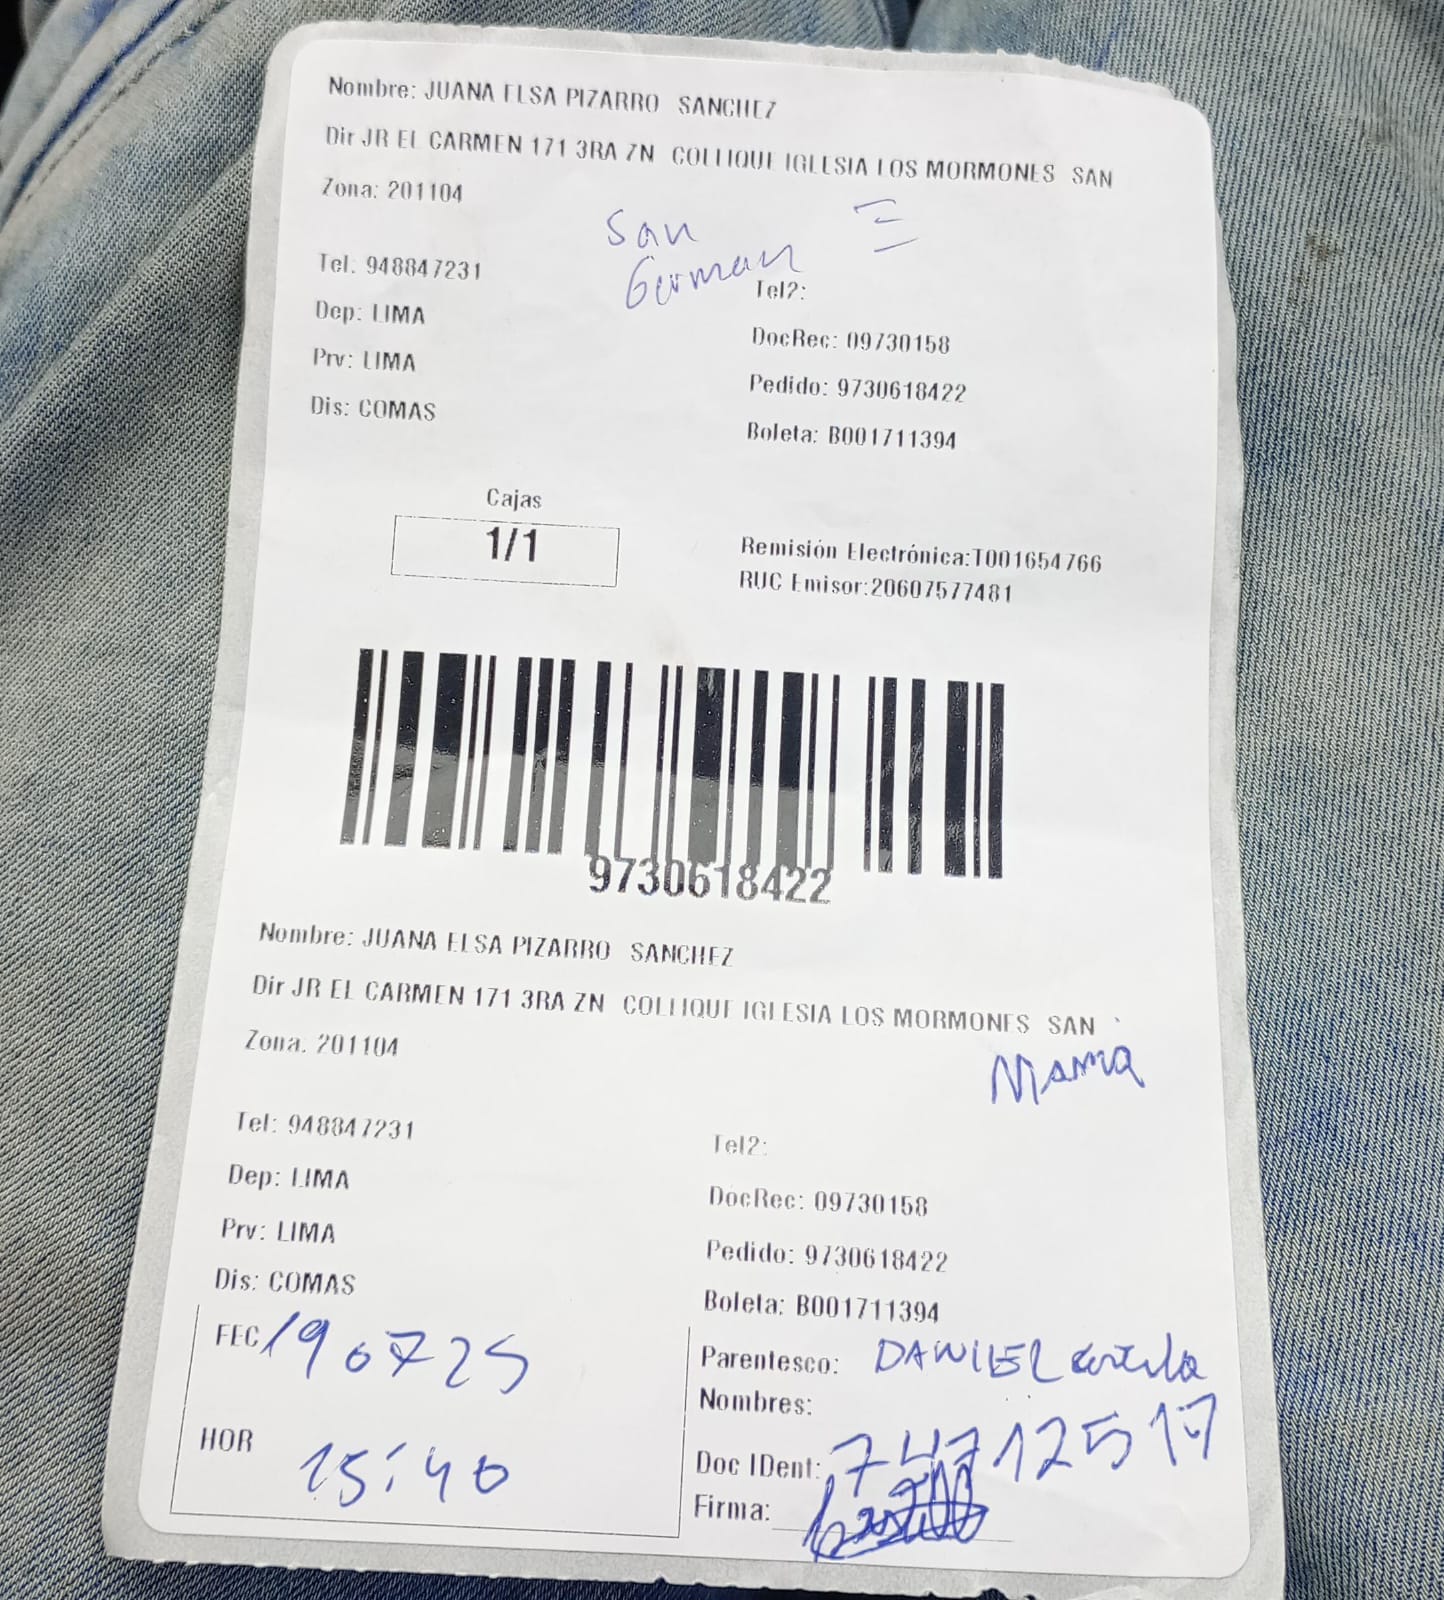 Nombre: JUANA ELSA PIZARRO SANCHEZ
Dir JR EL CARMEN 171 3RA ZN COLLIQUE IGLESIA LOS MORMONES SAN
Zona: 201104
San
German
Tel: 948847231
Tel2:
Dep: LIMA
DocRec: 09730158
Prv: LIMA
Pedido: 9730618422
Dis: COMAS
Boleta: B001711394
Cajas
1/1
Remisión Electrónica:T001654766
RUC Emisor:20607577481
9730618422
Nombre: JUANA ELSA PIZARRO SANCHEZ
Dir JR EL CARMEN 171 3RA ZN COLLIQUE IGLESIA LOS MORMONES SAN
Zona: 201104
Mama
Tel: 948847231
Tel2:
Dep: LIMA
DocRec: 09730158
Prv: LIMA
Pedido: 9730618422
Dis: COMAS
Boleta: B001711394
FEC 190725
Parentesco: DANIEL
Nombres:
HOR 15:40
Doc IDent:
Firma: